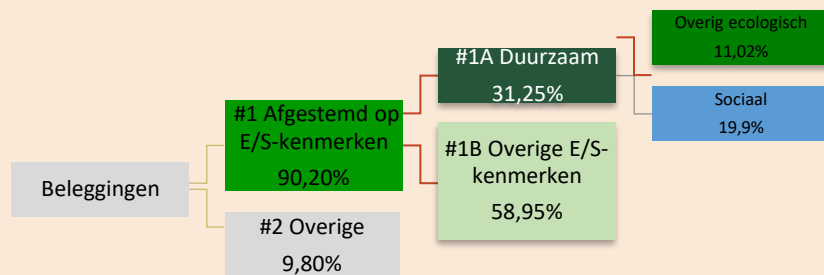 Beleggingen
#1 Afgestemd op
E/S-kenmerken
90,20%
#2 Overige
9,80%
#1A Duurzaam
31,25%
#1B Overige E/S-
kenmerken
58,95%
Overig ecologisch
11,02%
Sociaal
19,9%